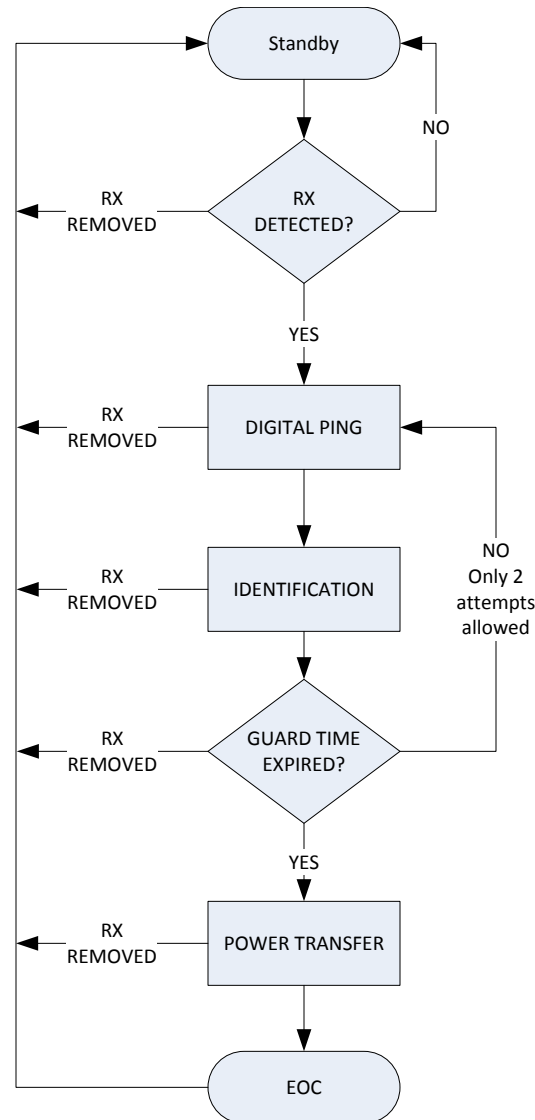 Standby
NO
RX
REMOVED
RX
DETECTED?
YES
RX
REMOVED
DIGITAL PING
NO
Only 2
attempts
allowed
RX
REMOVED
IDENTIFICATION
RX
REMOVED
GUARD TIME
EXPIRED?
YES
RX
REMOVED
POWER TRANSFER
EOC